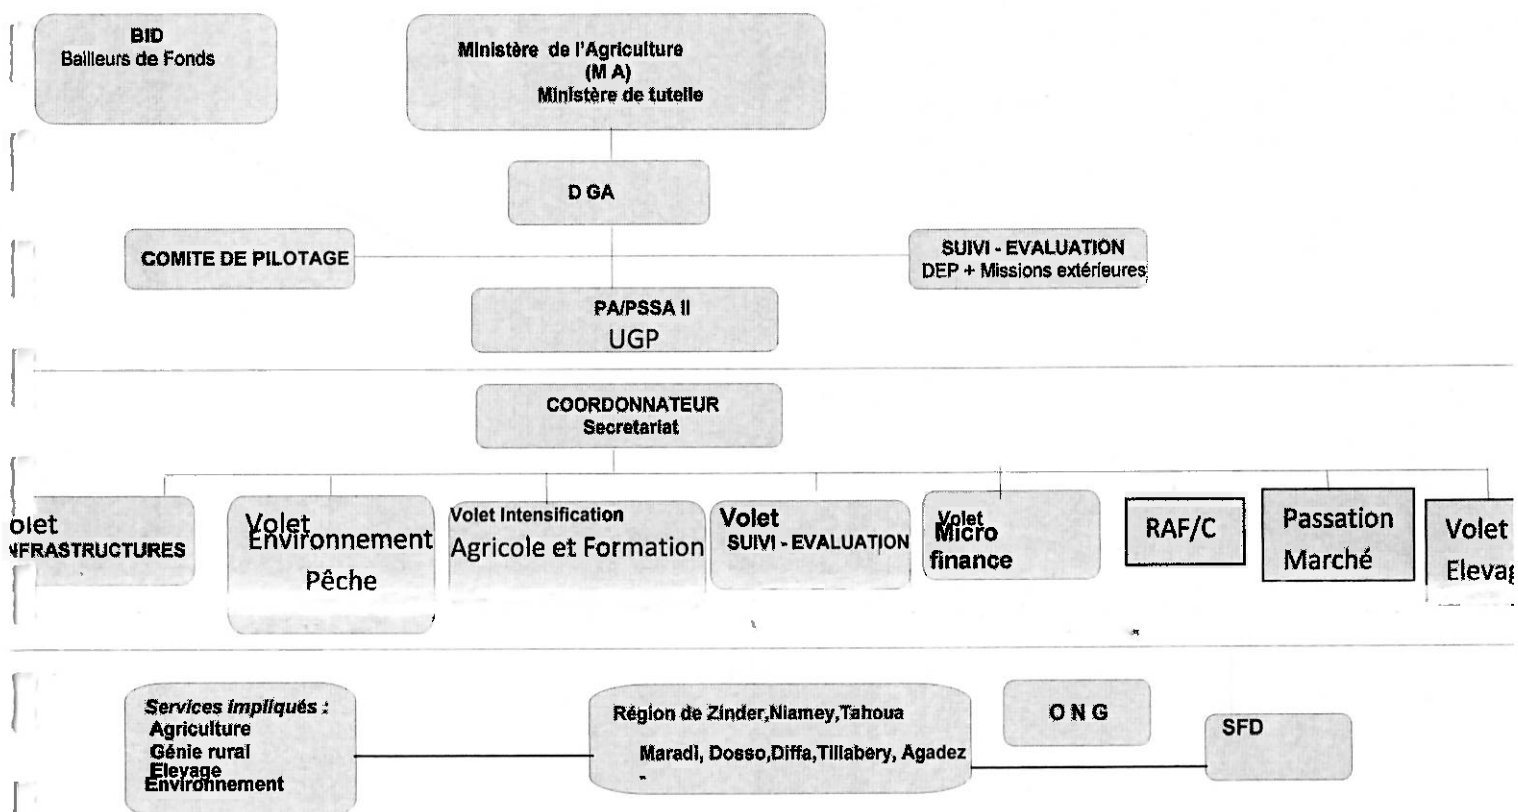 BID
Bailleurs de Fonds
Ministère de l'Agriculture
(M A)
Ministère de tutelle
D GA
COMITE DE PILOTAGE
SUIVI - EVALUATION
DEP + Missions extérieures
PA/PSSA II
UGP
COORDONNATEUR
Secretariat
olet
NFRASTRUCTURES
Volet
Environnement
Pêche
Volet Intensification
Agricole et Formation
Volet
SUIVI - EVALUATION
Volet
Micro
finance
RAF/C
Passation
Marché
Volet
Elevag
Services impliqués :
Agriculture
Génie rural
Elevage
Environnement
Région de Zinder,Niamey,Tahoua
Maradi, Dosso,Diffa,Tillabéry, Agadez
-
O N G
SFD